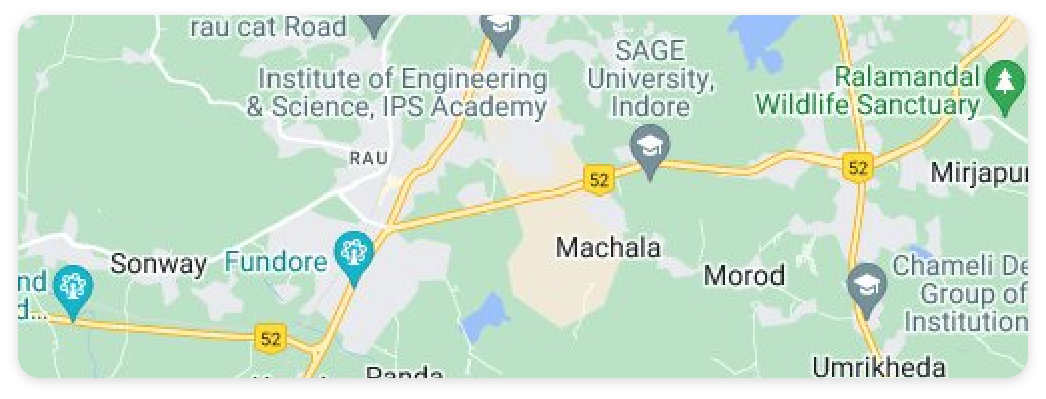 rau cat Road
Institute of Engineering
& Science, IPS Academy
SAGE
University,
Indore
Ralamandal
Wildlife Sanctuary
RAU
52
52
Mirjapur
Machala
Sonway
Fundore
nd
d...
Morod
Chameli De
Group of
Institution
52
Umrikheda
Panda